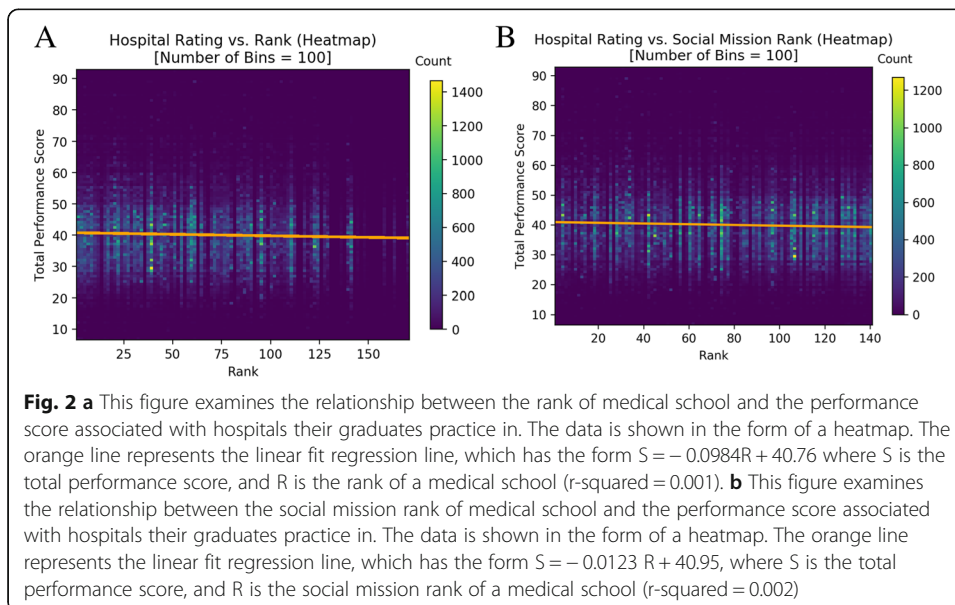 A
Hospital Rating vs. Rank (Heatmap)
[Number of Bins = 100]
Count
90
80
70
60
50
40
30
20
10
Total Performance Score
25
50
75
100
125
150
Rank
1400
1200
1000
800
600
400
200
0
B
Hospital Rating vs. Social Mission Rank (Heatmap)
[Number of Bins = 100]
Count
90
80
70
60
50
40
30
20
10
Total Performance Score
20
40
60
80
100
120
140
Rank
1200
1000
800
600
400
200
0
Fig. 2 a This figure examines the relationship between the rank of medical school and the performance
score associated with hospitals their graduates practice in. The data is shown in the form of a heatmap. The
orange line represents the linear fit regression line, which has the form S = − 0.0984R + 40.76 where S is the
total performance score, and R is the rank of a medical school (r-squared = 0.001). b This figure examines
the relationship between the social mission rank of medical school and the performance score associated
with hospitals their graduates practice in. The data is shown in the form of a heatmap. The orange line
represents the linear fit regression line, which has the form S = − 0.0123 R + 40.95, where S is the total
performance score, and R is the social mission rank of a medical school (r-squared = 0.002)